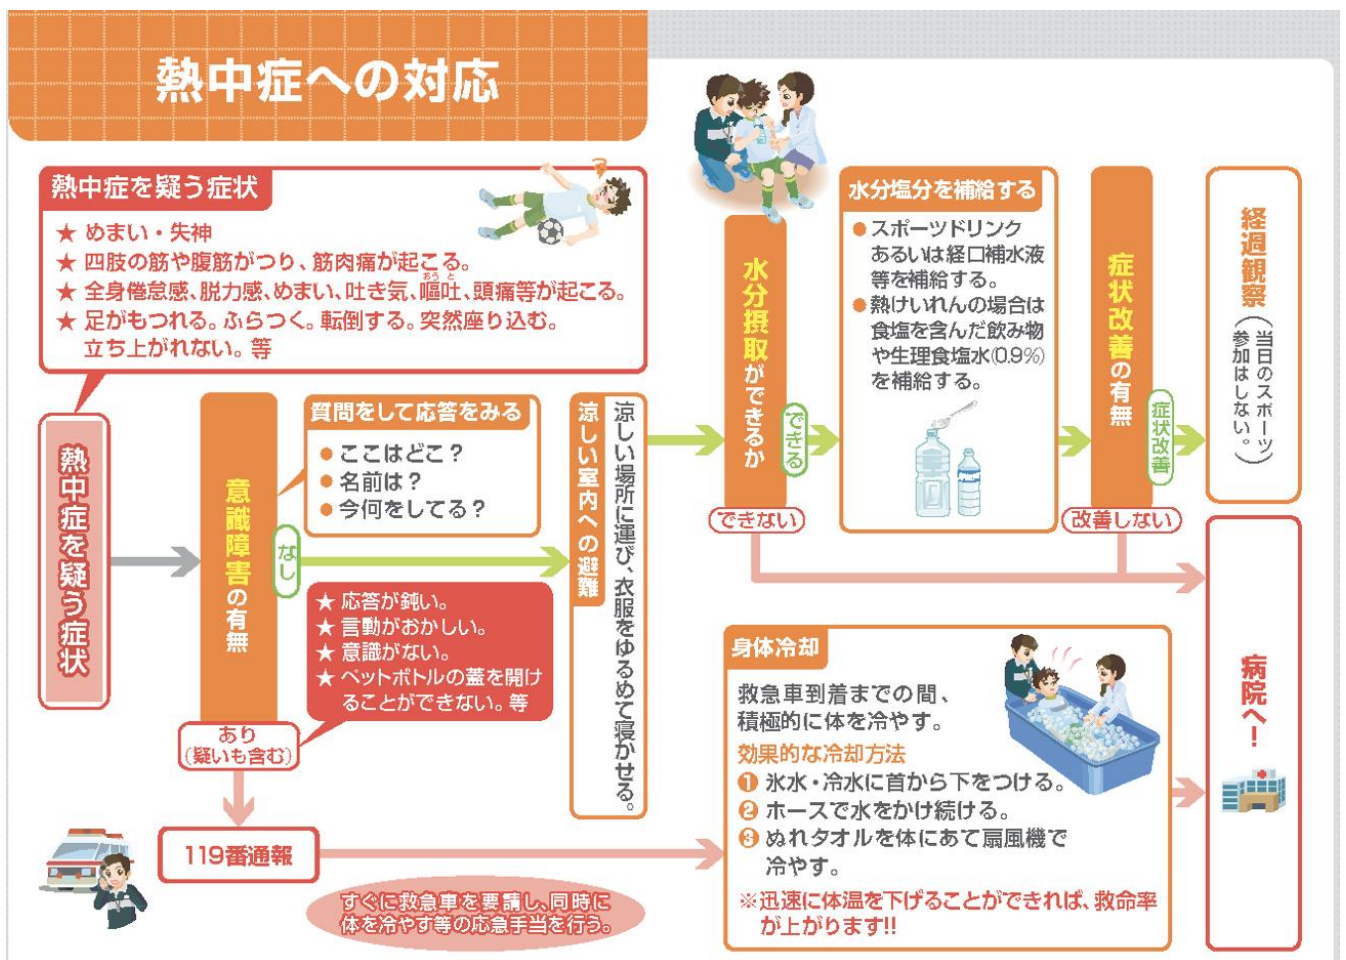 熱中症への対応
熱中症を疑う症状
★ めまい・失神
★ 四肢の筋や腹筋がつり、筋肉痛が起こる。
★ 全身倦怠感、脱力感、めまい、吐き気、嘔吐、頭痛等が起こる。
おう と
★ 足がもつれる。ふらつく。転倒する。突然座り込む。
立ち上がれない。等
熱中症を疑う症状
意識障害の有無
質問をして応答をみる
● ここはどこ？
● 名前は？
● 今何をしてる？
なし
★ 応答が鈍い。
★ 言動がおかしい。
★ 意識がない。
★ ペットボトルの蓋を開け
ることができない。等
あり
(疑いも含む)
119番通報
すぐに救急車を要請し、同時に
体を冷やす等の応急手当を行う。
涼しい室内への避難
涼しい場所に運び、衣服をゆるめて寝かせる。
水分摂取ができるか
できる
できない
水分塩分を補給する
● スポーツドリンク
あるいは経口補水液
等を補給する。
● 熱けいれんの場合は
食塩を含んだ飲み物
や生理食塩水(0.9%)
を補給する。
症状改善の有無
症状改善
改善しない
経過観察
(当日のスポーツ
参加はしない。)
身体冷却
救急車到着までの間、
積極的に体を冷やす。
効果的な冷却方法
❶ 氷水・冷水に首から下をつける。
❷ ホースで水をかけ続ける。
❸ ぬれタオルを体にあて扇風機で
冷やす。
※迅速に体温を下げることができれば、救命率
が上がります!!
病院へ！